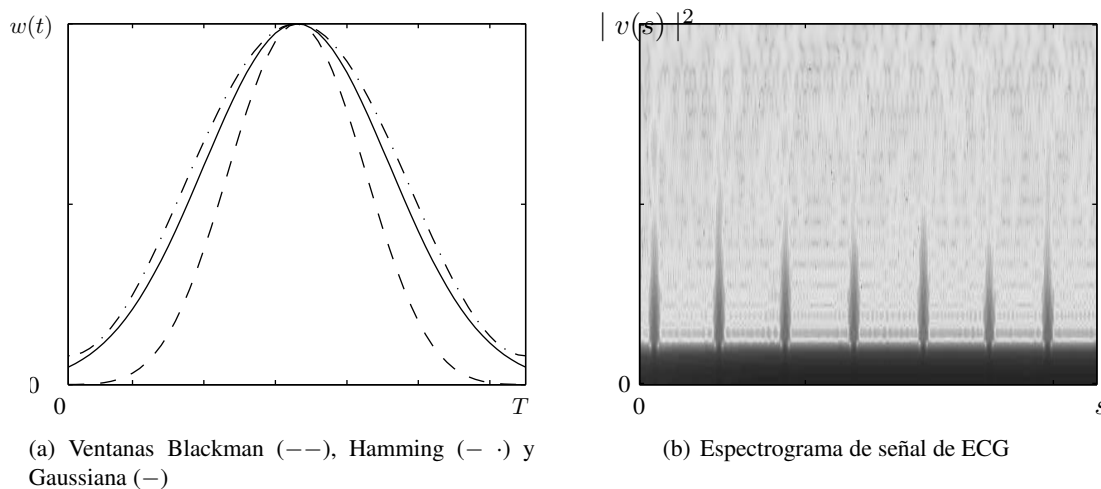 w(t)
0
0
T
(a) Ventanas Blackman (−−), Hamming (− ·) y
Gaussiana (−)
| v(s) |²
0
0
s
(b) Espectrograma de señal de ECG